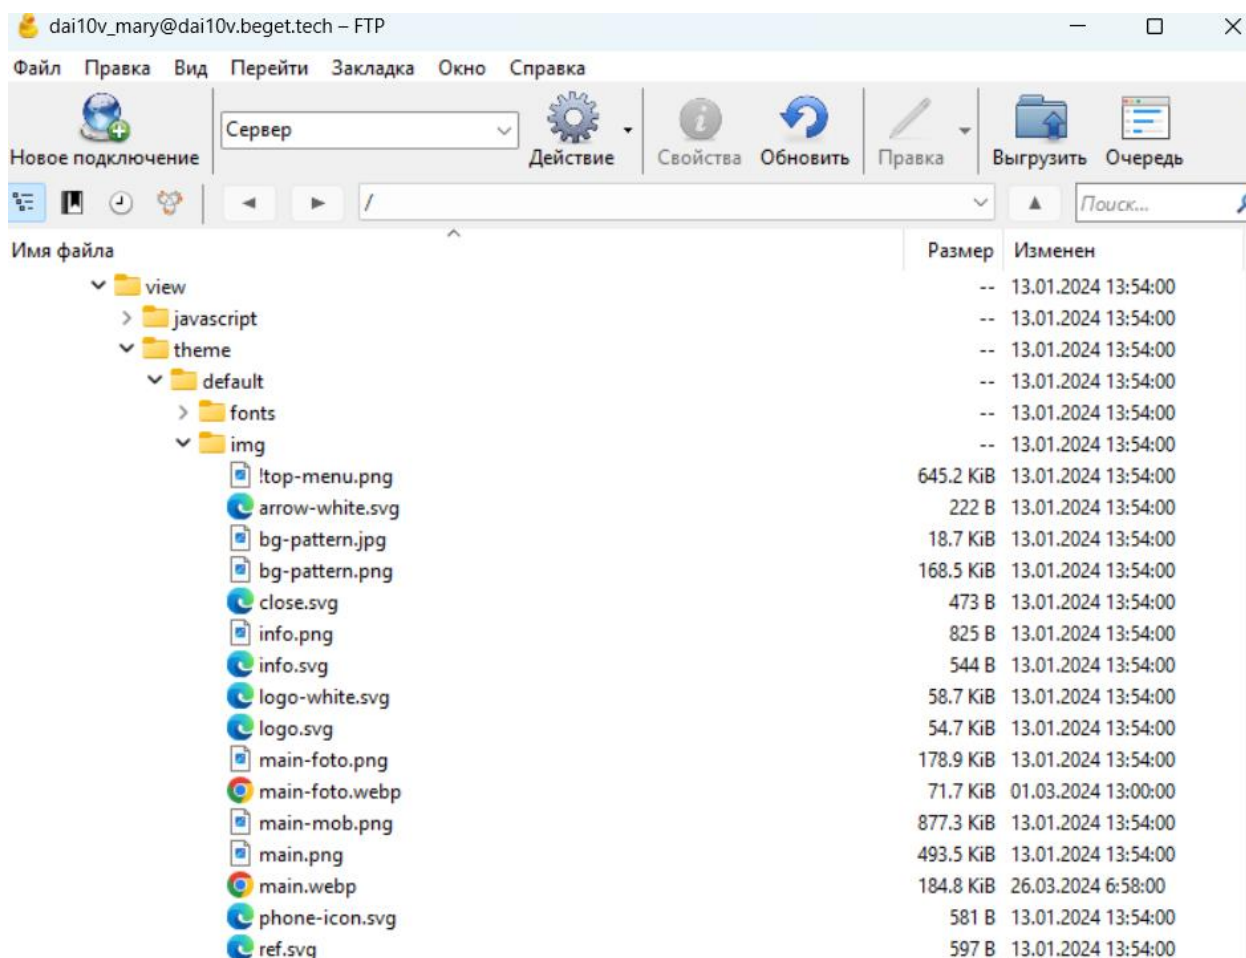 dai10v_mary@dai10v.beget.tech – FTP
Файл Правка Вид Перейти Закладка Окно Справка
Сервер
Новое подключение Действие Свойства Обновить Правка Выгрузить Очередь
/ Поиск...
Имя файла Размер Изменен
view -- 13.01.2024 13:54:00
javascript -- 13.01.2024 13:54:00
theme -- 13.01.2024 13:54:00
default -- 13.01.2024 13:54:00
fonts -- 13.01.2024 13:54:00
img -- 13.01.2024 13:54:00
!top-menu.png 645.2 KiB 13.01.2024 13:54:00
arrow-white.svg 222 B 13.01.2024 13:54:00
bg-pattern.jpg 18.7 KiB 13.01.2024 13:54:00
bg-pattern.png 168.5 KiB 13.01.2024 13:54:00
close.svg 473 B 13.01.2024 13:54:00
info.png 825 B 13.01.2024 13:54:00
info.svg 544 B 13.01.2024 13:54:00
logo-white.svg 58.7 KiB 13.01.2024 13:54:00
logo.svg 54.7 KiB 13.01.2024 13:54:00
main-foto.png 178.9 KiB 13.01.2024 13:54:00
main-foto.webp 71.7 KiB 01.03.2024 13:00:00
main-mob.png 877.3 KiB 13.01.2024 13:54:00
main.png 493.5 KiB 13.01.2024 13:54:00
main.webp 184.8 KiB 26.03.2024 6:58:00
phone-icon.svg 581 B 13.01.2024 13:54:00
ref.svg 597 B 13.01.2024 13:54:00